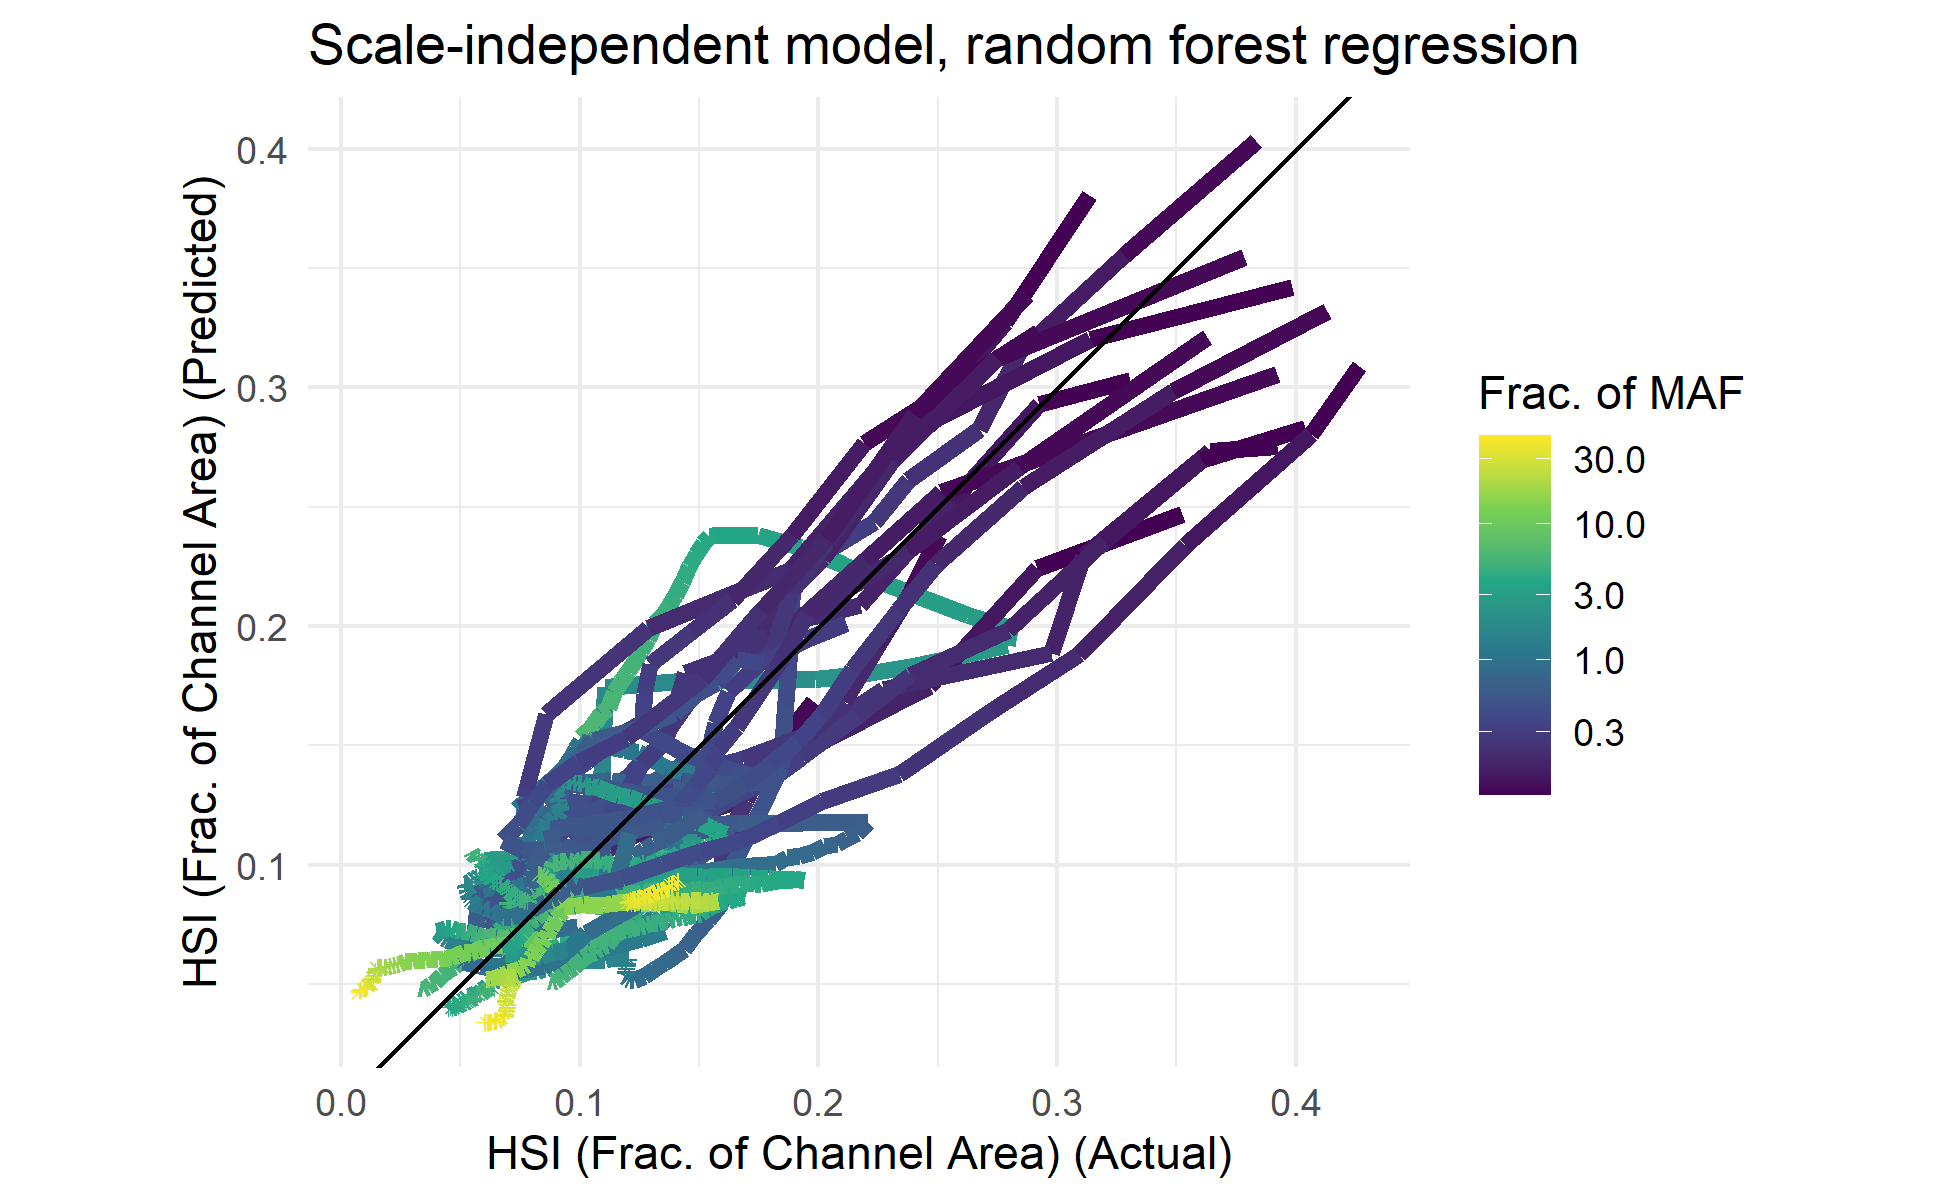 Scale-independent model, random forest regression
HSI (Frac. of Channel Area) (Predicted)
0.4
0.3
0.2
0.1
0.0 0.1 0.2 0.3 0.4
HSI (Frac. of Channel Area) (Actual)
Frac. of MAF
30.0
10.0
3.0
1.0
0.3